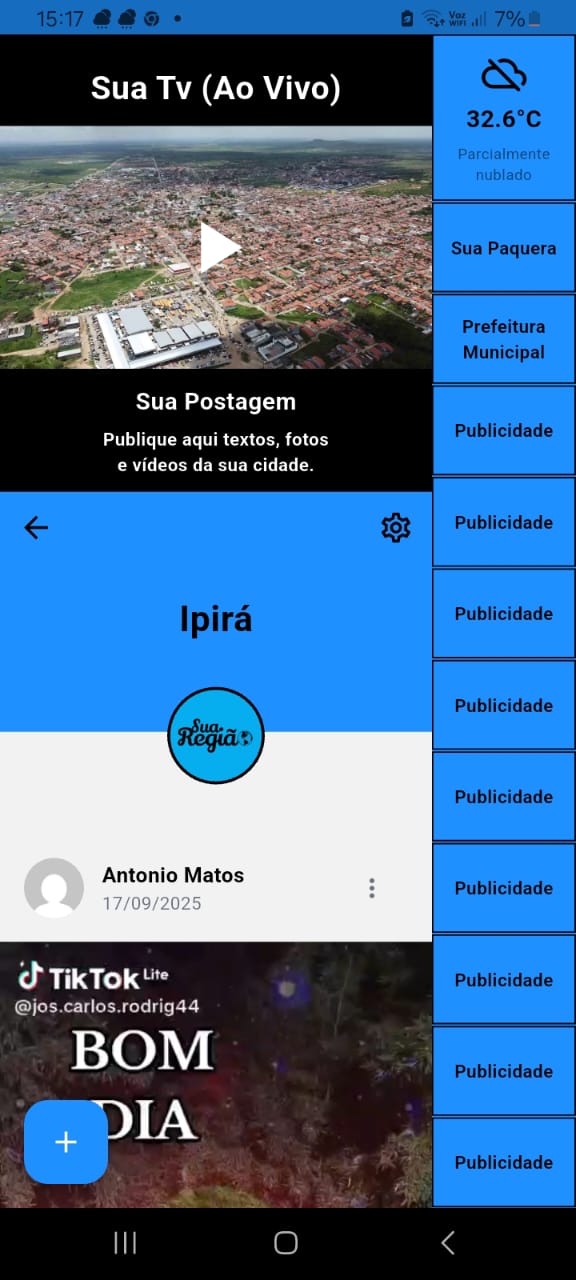 15:17
Voz
WIFI
7%
Sua Tv (Ao Vivo)
32.6°C
Parcialmente
nublado
Sua Paquera
Prefeitura
Municipal
Sua Postagem
Publique aqui textos, fotos
e vídeos da sua cidade.
Publicidade
Publicidade
Publicidade
Publicidade
Publicidade
Publicidade
Publicidade
Publicidade
Publicidade
Ipirá
Sua
Região
Antonio Matos
17/09/2025
TikTok Lite
@jos.carlos.rodrig44
BOM
DIA
+